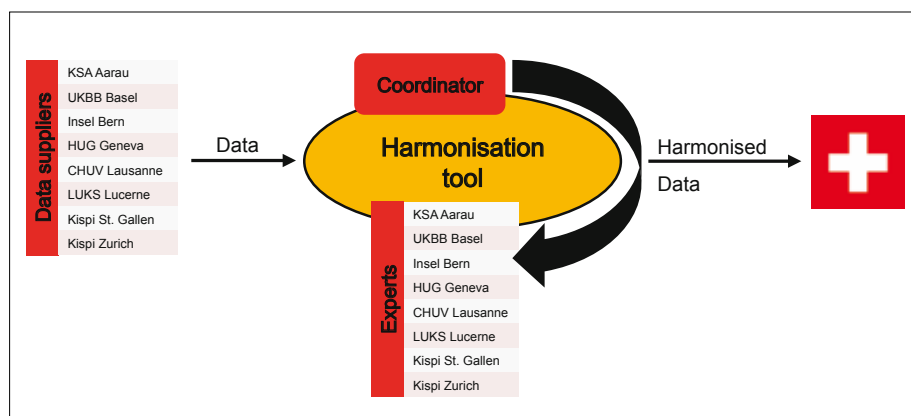 Data suppliers
KSA Aarau
UKBB Basel
Insel Bern
HUG Geneva
CHUV Lausanne
LUKS Lucerne
Kispi St. Gallen
Kispi Zurich
Data
Coordinator
Harmonisation
tool
Experts
KSA Aarau
UKBB Basel
Insel Bern
HUG Geneva
CHUV Lausanne
LUKS Lucerne
Kispi St. Gallen
Kispi Zurich
Harmonised
Data